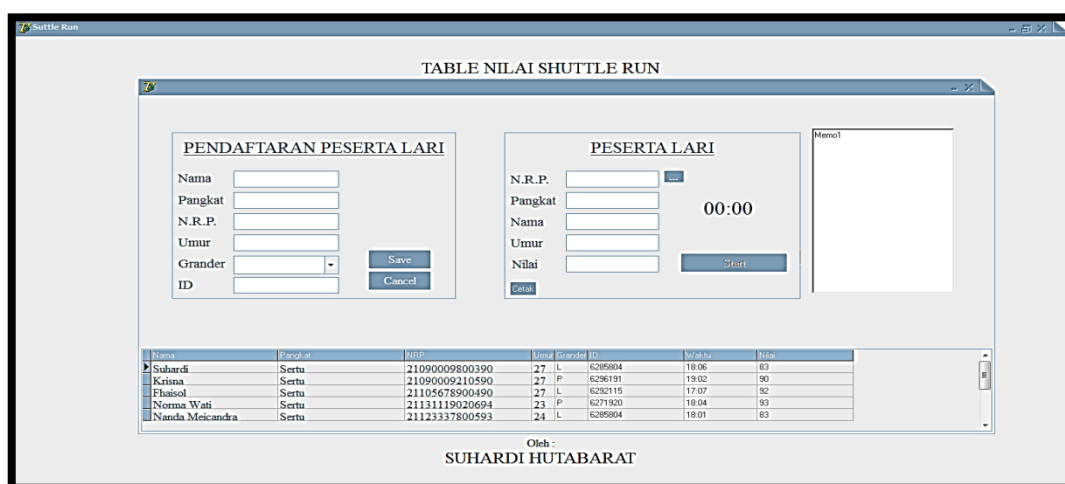 Suttle Run
TABLE NILAI SHUTTLE RUN
PENDAFTARAN PESERTA LARI
Nama
Pangkat
N.R.P.
Umur
Grander
ID
Save
Cancel
PESERTA LARI
N.R.P. ...
Pangkat
Nama
Umur
Nilai
00:00
Start
Cetak
Memo1
Nama Pangkat NRP Umur Grander ID Waktu Nilai
Suhardi Sertu 21090009800390 27 L 6285804 18:06 83
Krisna Sertu 21090009210590 27 P 6296191 19:02 90
Fhaisol Sertu 21105678900490 27 L 6292115 17:07 92
Norma Wati Sertu 21131119020694 23 P 6271920 18:04 93
Nanda Meicandra Sertu 21123337800593 24 L 6285804 18:01 83
Oleh :
SUHARDI HUTABARAT